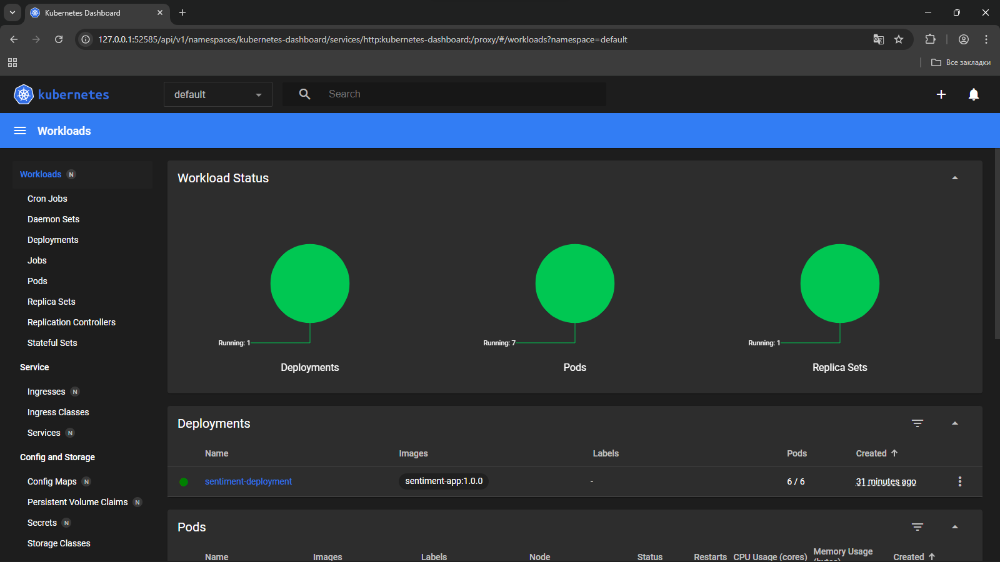 Kubernetes Dashboard
127.0.0.1:52585/api/v1/namespaces/kubernetes-dashboard/services/http:kubernetes-dashboard:/proxy/#/workloads?namespace=default
Все закладки
kubernetes
default
Search
Workloads
Workloads N
Cron Jobs
Daemon Sets
Deployments
Jobs
Pods
Replica Sets
Replication Controllers
Stateful Sets
Service
Ingresses N
Ingress Classes
Services N
Config and Storage
Config Maps N
Persistent Volume Claims N
Secrets N
Storage Classes
Workload Status
Running: 1
Running: 7
Running: 1
Deployments
Pods
Replica Sets
Deployments
Name Images Labels Pods Created
sentiment-deployment sentiment-app:1.0.0 - 6 / 6 31 minutes ago
Pods
Name Images Labels Node Status Restarts CPU Usage (cores) Memory Usage Created